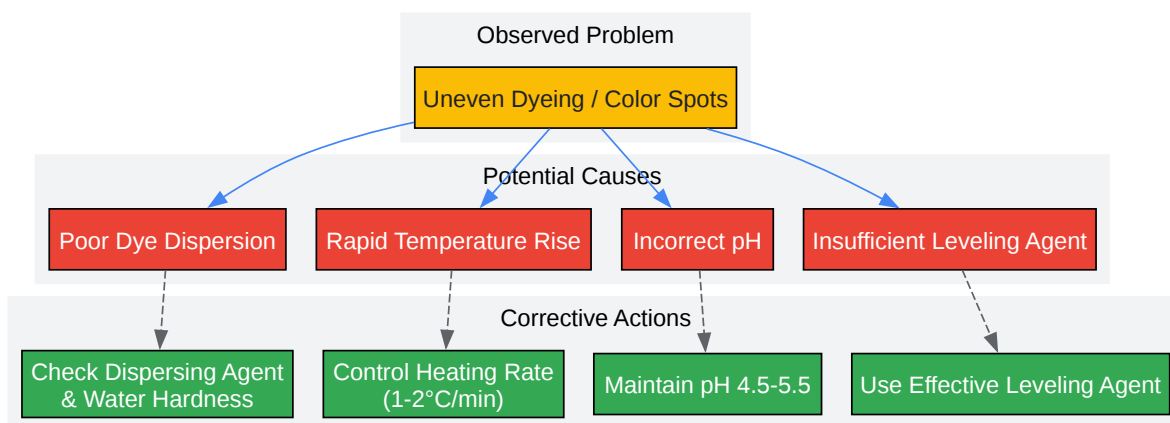 Observed Problem
Uneven Dyeing / Color Spots
Potential Causes
Poor Dye Dispersion
Rapid Temperature Rise
Incorrect pH
Insufficient Leveling Agent
Corrective Actions
Check Dispersing Agent
& Water Hardness
Control Heating Rate
(1-2°C/min)
Maintain pH 4.5-5.5
Use Effective Leveling Agent